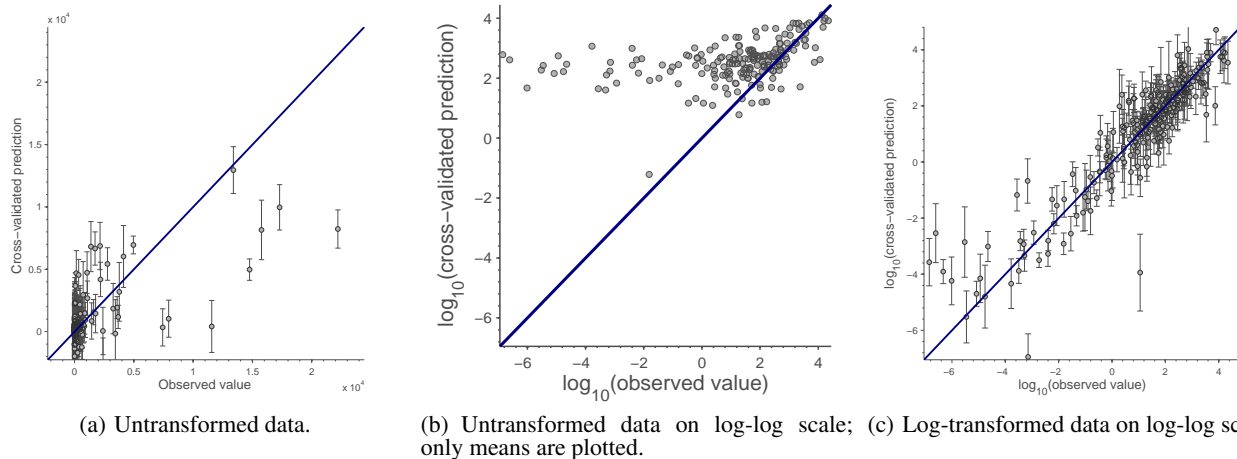 x 10⁴
2.5
2
1.5
1
0.5
0
Cross−validated prediction
0 0.5 1 1.5 2
Observed value
x 10⁴
(a) Untransformed data.
4
2
0
−2
−4
−6
log₁₀(cross−validated prediction)
−6 −4 −2 0 2 4
log₁₀(observed value)
(b) Untransformed data on log-log scale;
only means are plotted.
4
2
0
−2
−4
−6
log₁₀(cross−validated prediction)
−6 −4 −2 0 2 4
log₁₀(observed value)
(c) Log-transformed data on log-log sc